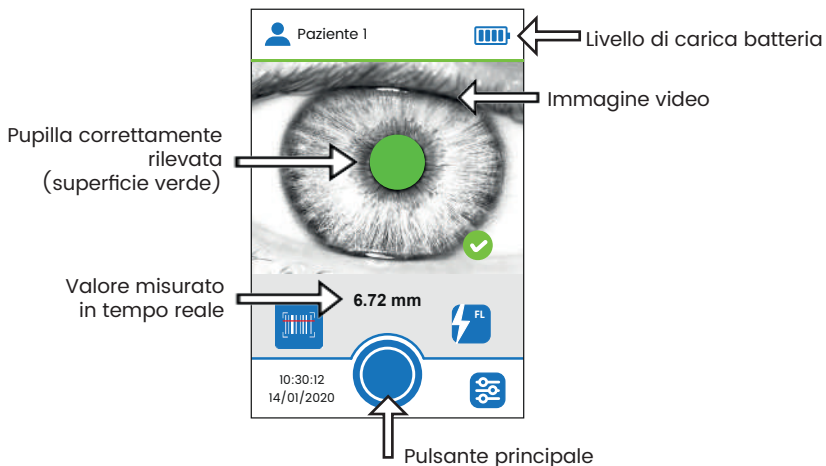 Paziente 1
Livello di carica batteria
Immagine video
Pupilla correttamente
rilevata
(superficie verde)
Valore misurato
in tempo reale
6.72 mm
FL
10:30:12
14/01/2020
Pulsante principale